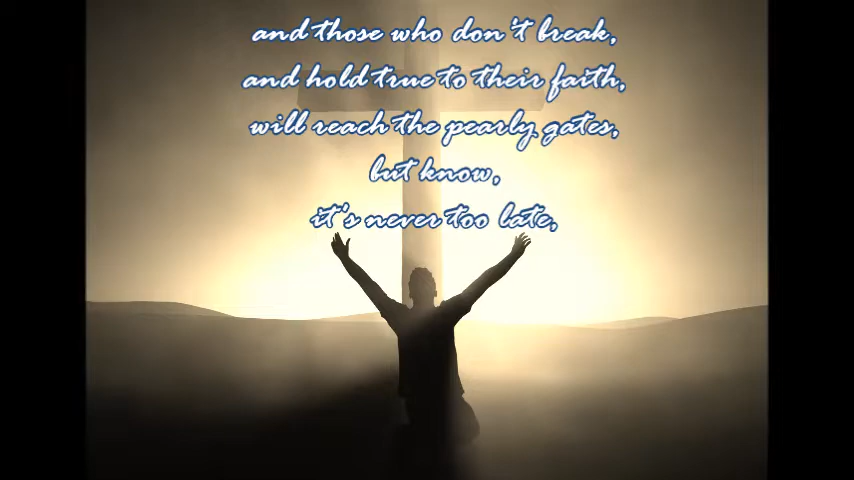 and those who don't break,
and hold true to their faith,
will reach the pearly gates,
but know,
it's never too late,